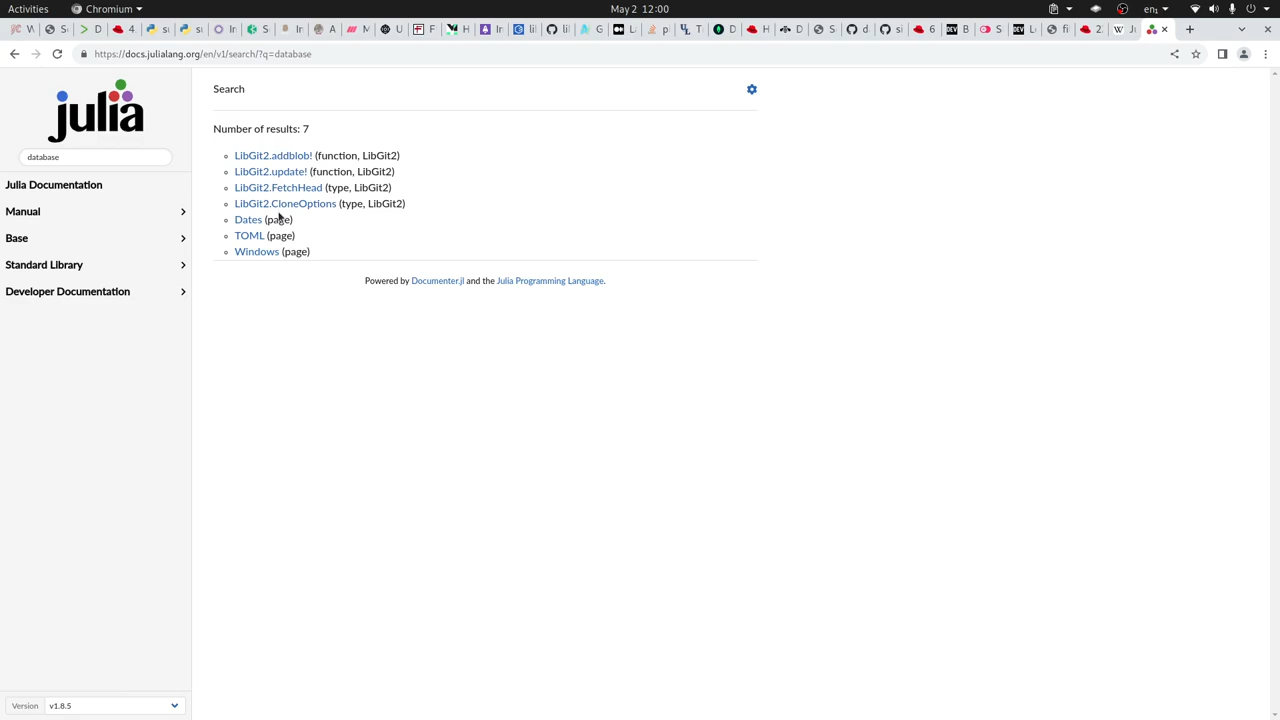 Activities
Chromium
May 2 12:00
en
https://docs.julialang.org/en/v1/search/?q=database
julia
database
Julia Documentation
Manual
Base
Standard Library
Developer Documentation
Version v1.8.5
Search
Number of results: 7
LibGit2.addblob! (function, LibGit2)
LibGit2.update! (function, LibGit2)
LibGit2.FetchHead (type, LibGit2)
LibGit2.CloneOptions (type, LibGit2)
Dates (page)
TOML (page)
Windows (page)
Powered by Documenter.jl and the Julia Programming Language.